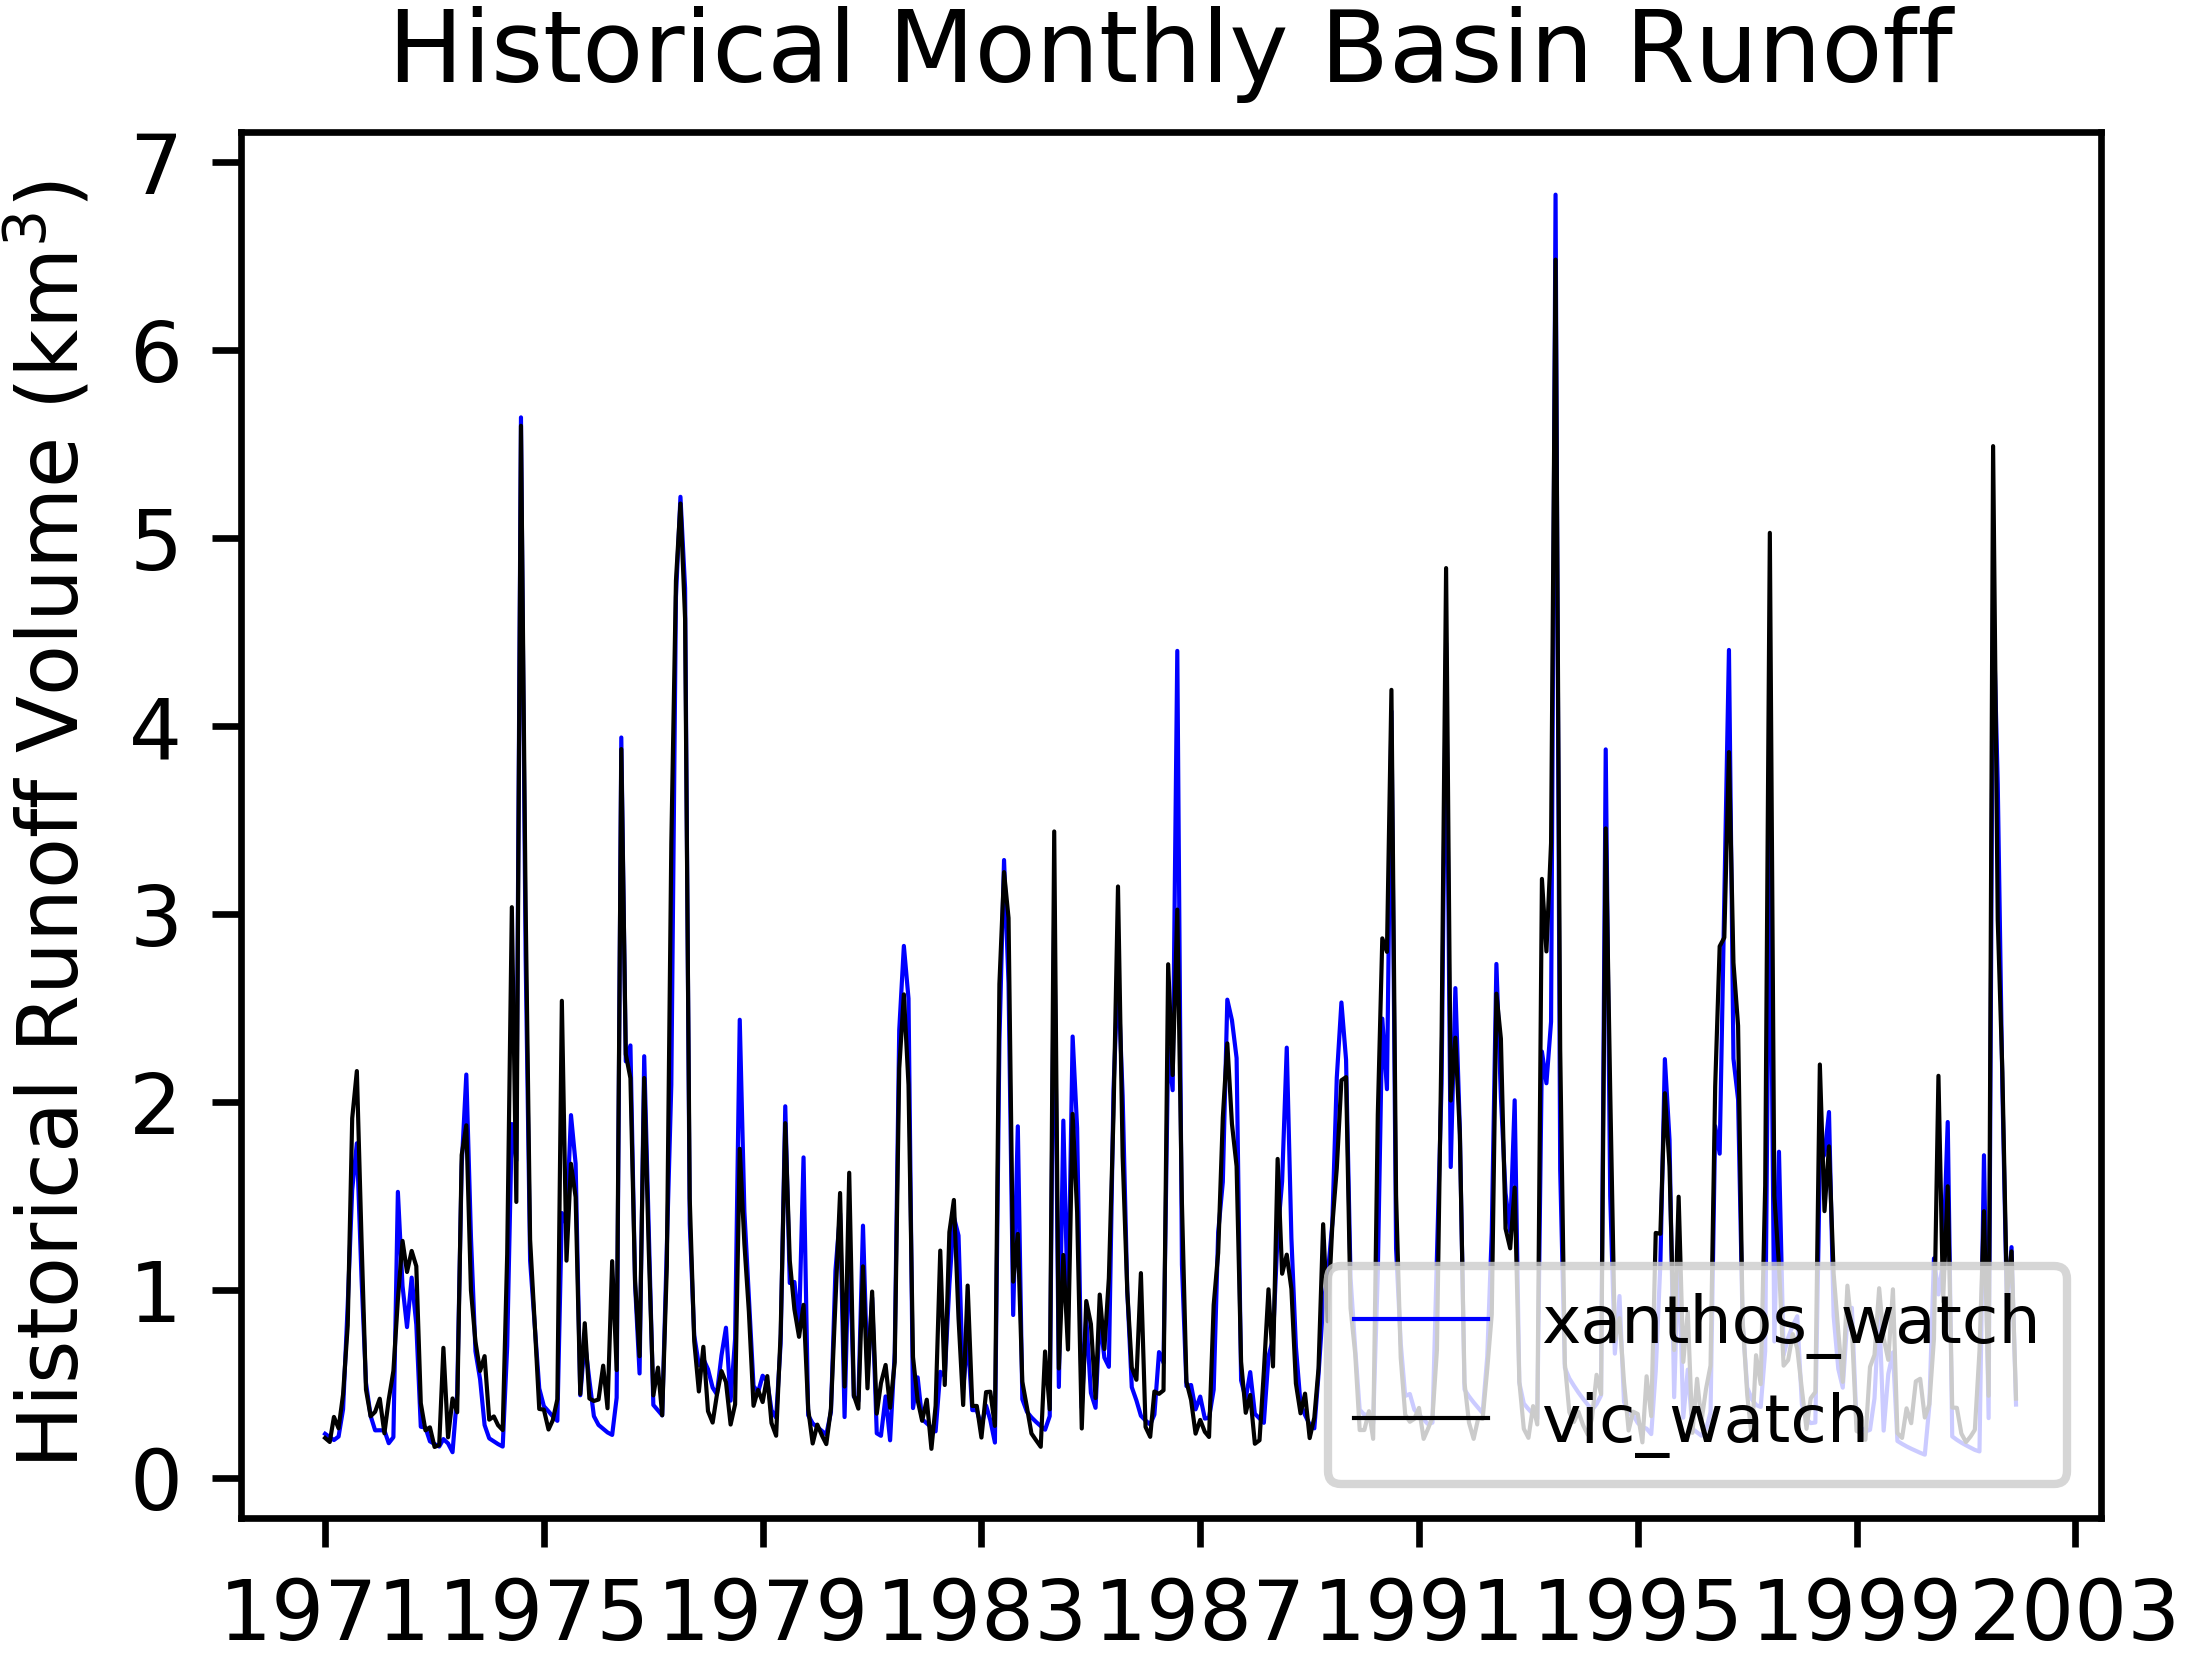 Historical Monthly Basin Runoff
Historical Runoff Volume (km³)
7
6
5
4
3
2
1
0
xanthos_watch
vic_watch
1971 1975 1979 1983 1987 1991 1995 1999 2003